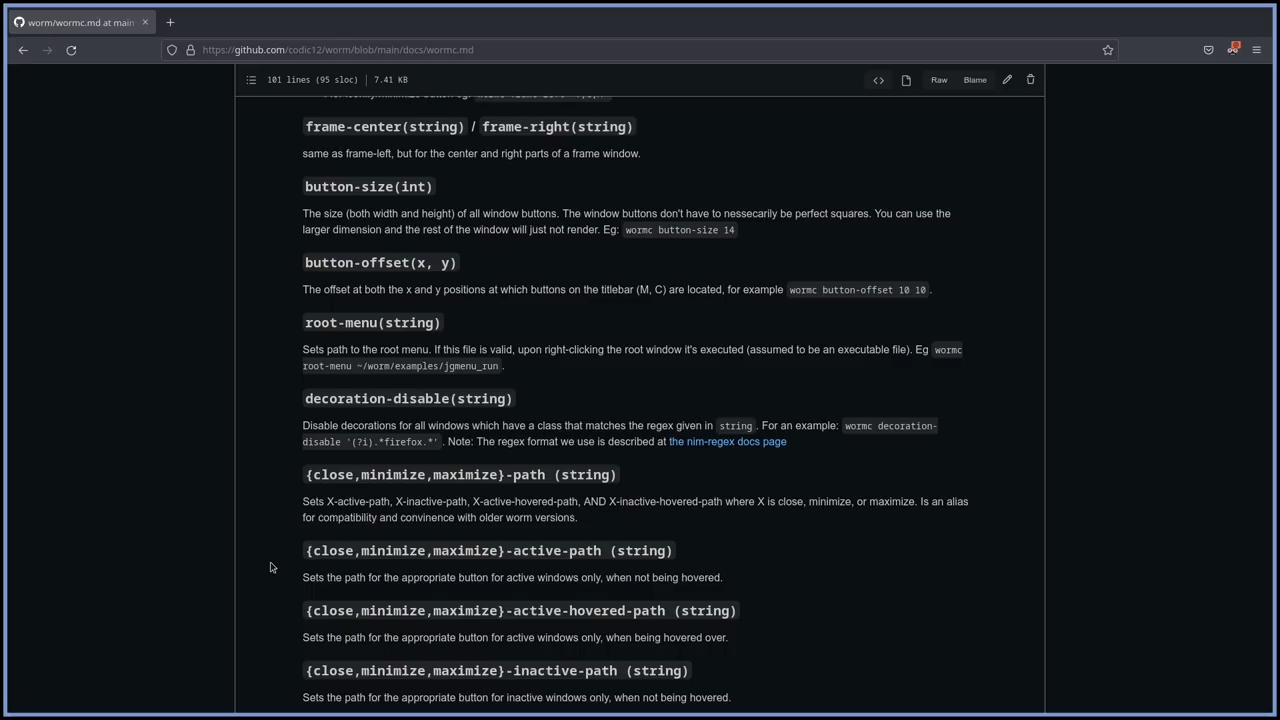 worm/wormc.md at main
https://github.com/codic12/worm/blob/main/docs/wormc.md
101 lines (95 sloc) 7.41 KB
Raw Blame
frame-center(string) / frame-right(string)
same as frame-left, but for the center and right parts of a frame window.
button-size(int)
The size (both width and height) of all window buttons. The window buttons don't have to nessecarily be perfect squares. You can use the
larger dimension and the rest of the window will just not render. Eg: wormc button-size 14
button-offset(x, y)
The offset at both the x and y positions at which buttons on the titlebar (M, C) are located, for example wormc button-offset 10 10 .
root-menu(string)
Sets path to the root menu. If this file is valid, upon right-clicking the root window it's executed (assumed to be an executable file). Eg wormc
root-menu ~/worm/examples/jgmenu_run .
decoration-disable(string)
Disable decorations for all windows which have a class that matches the regex given in string . For an example: wormc decoration-
disable '(?i).*firefox.*' . Note: The regex format we use is described at the nim-regex docs page
{close,minimize,maximize}-path (string)
Sets X-active-path, X-inactive-path, X-active-hovered-path, AND X-inactive-hovered-path where X is close, minimize, or maximize. Is an alias
for compatibility and convinence with older worm versions.
{close,minimize,maximize}-active-path (string)
Sets the path for the appropriate button for active windows only, when not being hovered.
{close,minimize,maximize}-active-hovered-path (string)
Sets the path for the appropriate button for active windows only, when being hovered over.
{close,minimize,maximize}-inactive-path (string)
Sets the path for the appropriate button for inactive windows only, when not being hovered.